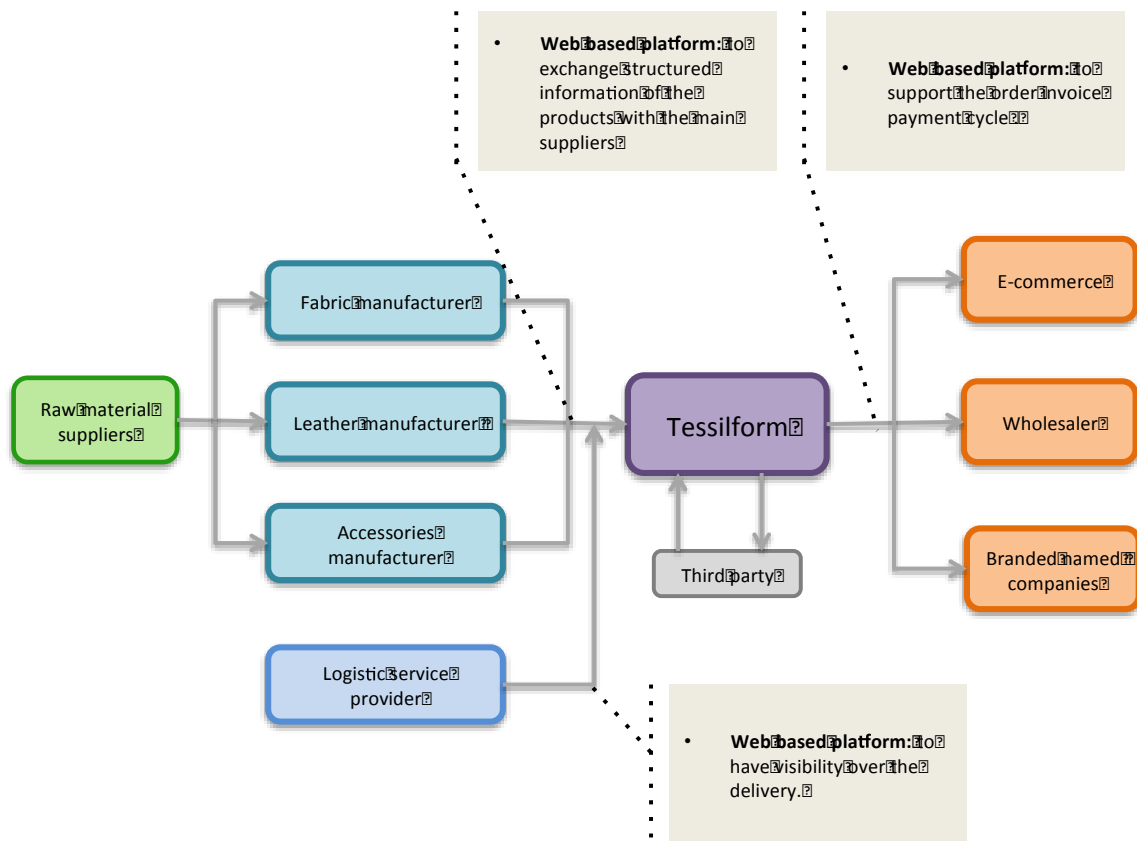 • Web based platform: to
exchange structured
information of the
products with the main
suppliers
• Web based platform: to
support the order invoice
payment cycle
E-commerce
Fabric manufacturer
Raw material
suppliers
Leather manufacturer
Tessilform
Wholesaler
Accessories
manufacturer
Third party
Branded named
companies
Logistic service
provider
• Web based platform: to
have visibility over the
delivery.